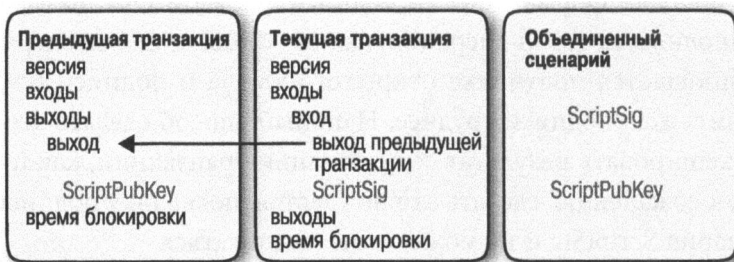 Предыдущая транзакция
версия
входы
выходы
выход
ScriptPubKey
время блокировки
Текущая транзакция
версия
входы
вход
выход предыдущей
транзакции
ScriptSig
выходы
время блокировки
Объединенный
сценарий
ScriptSig
ScriptPubKey